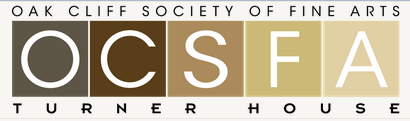 OAK CLIFF SOCIETY OF FINE ARTS
OCSFA
TURNER HOUSE